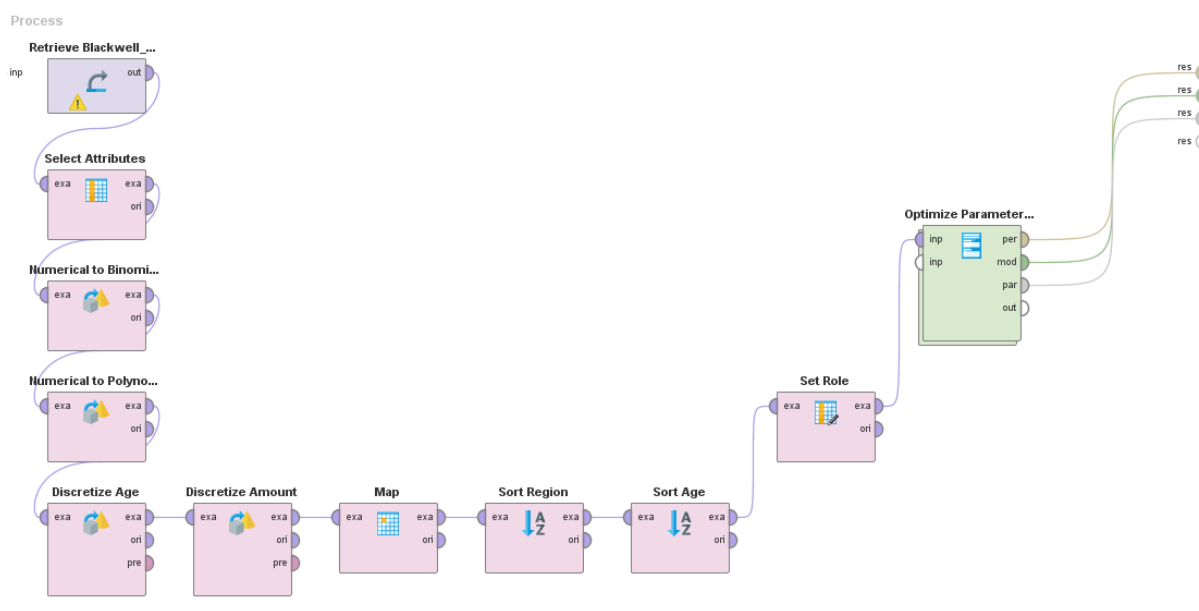 Process
Retrieve Blackwell_...
inp
out
res
res
res
res
Select Attributes
exa exa
ori
Optimize Parameter...
inp per
inp mod
par
out
Numerical to Binomi...
exa exa
ori
Numerical to Polyno...
exa exa
ori
Set Role
exa exa
ori
Discretize Age
exa exa
ori
pre
Discretize Amount
exa exa
ori
pre
Map
exa exa
ori
Sort Region
exa exa
ori
A
Z
Sort Age
exa exa
ori
A
Z